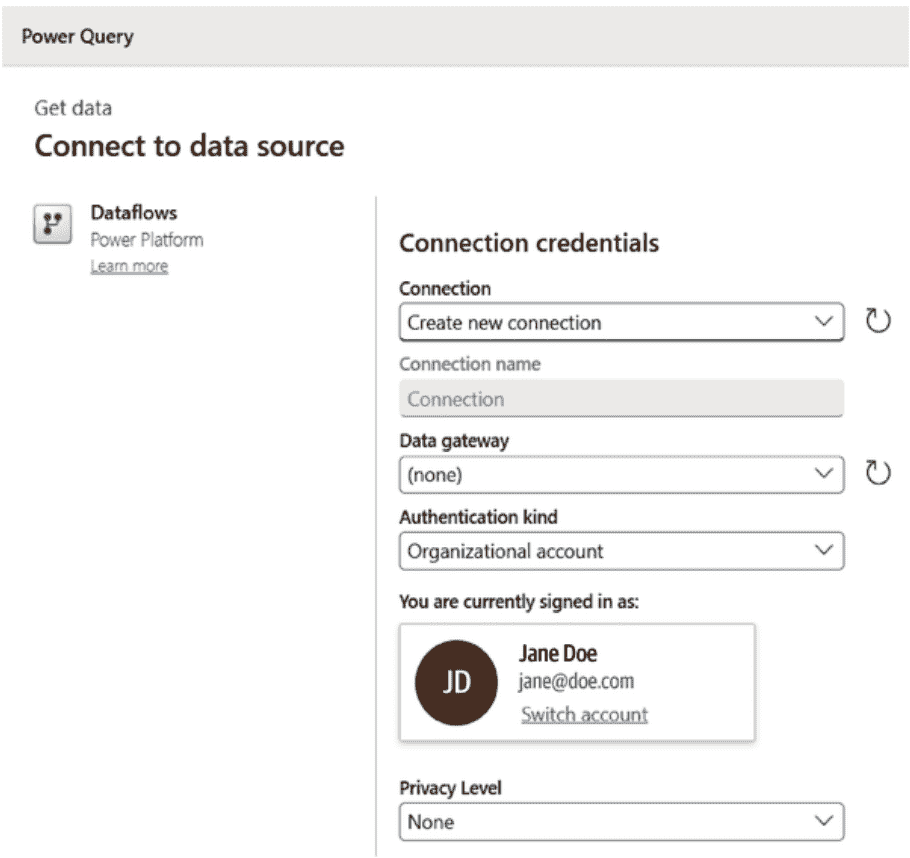 Power Query
Get data
Connect to data source
Dataflows
Power Platform
Learn more
Connection credentials
Connection
Create new connection
Connection name
Connection
Data gateway
(none)
Authentication kind
Organizational account
You are currently signed in as:
JD
Jane Doe
jane@doe.com
Switch account
Privacy Level
None